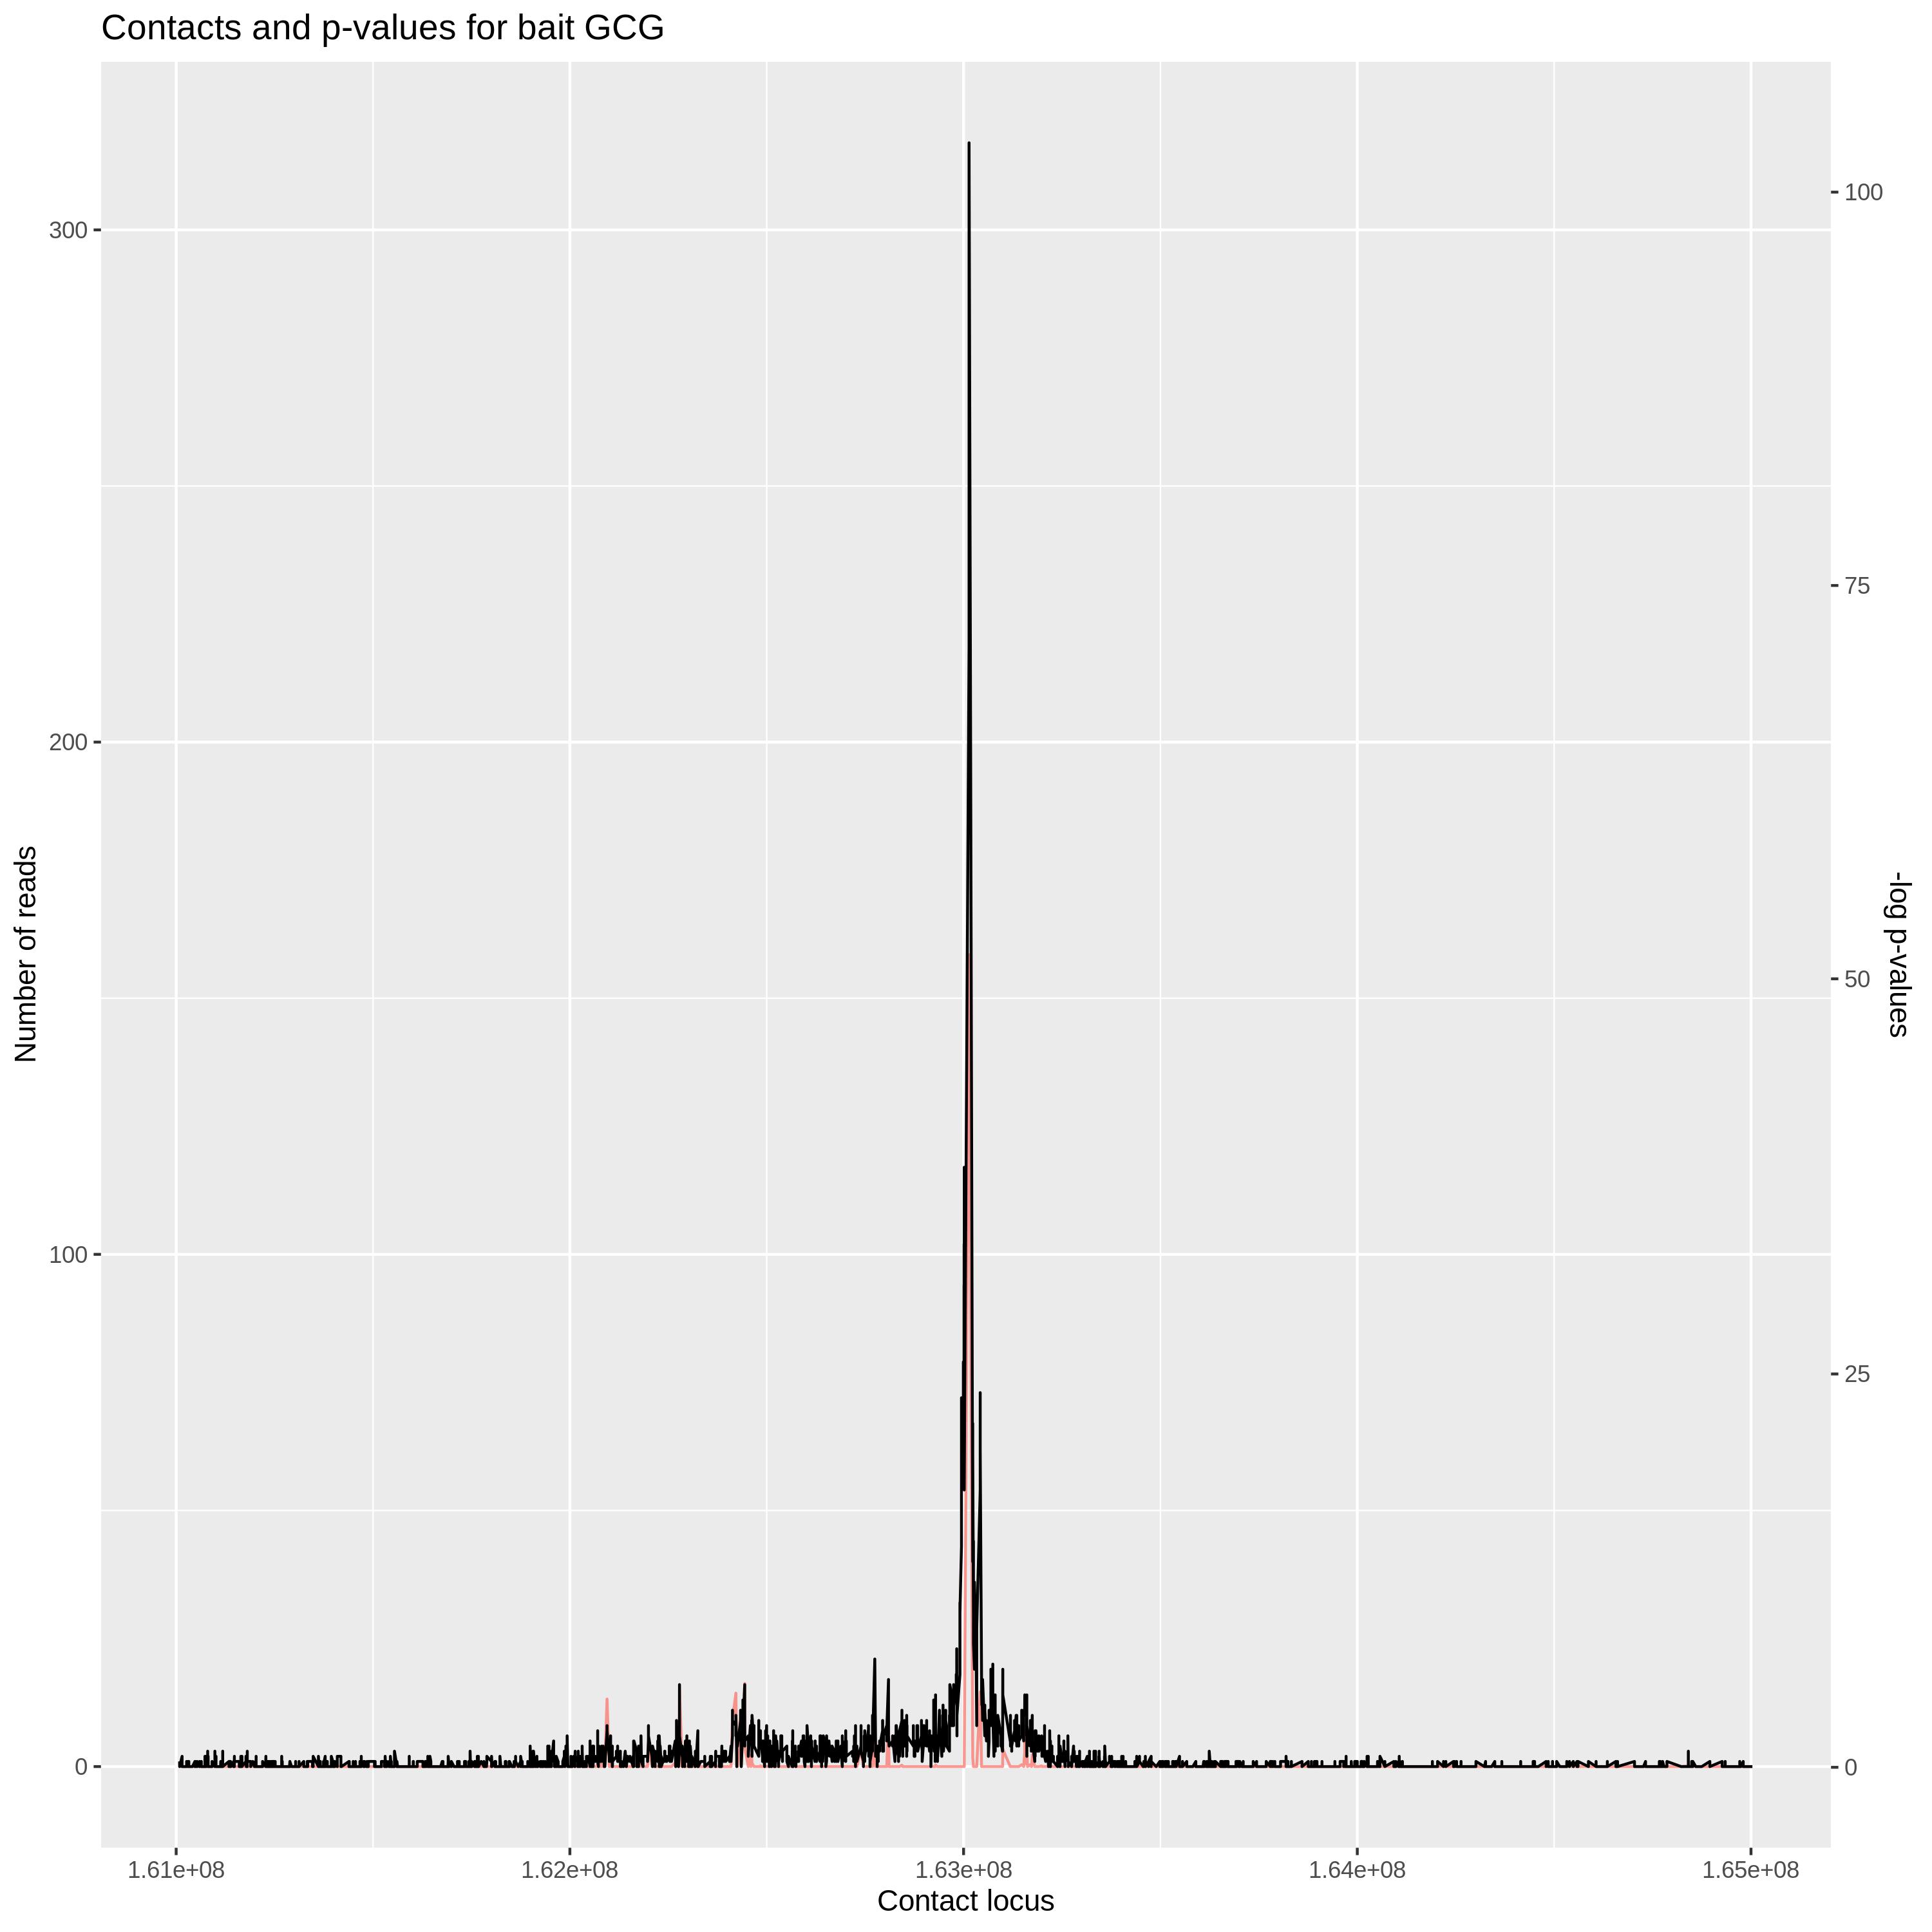 Contacts and p-values for bait GCG
300
200
100
0
Number of reads
100
75
50
25
0
-log p-values
1.61e+08
1.62e+08
1.63e+08
1.64e+08
1.65e+08
Contact locus